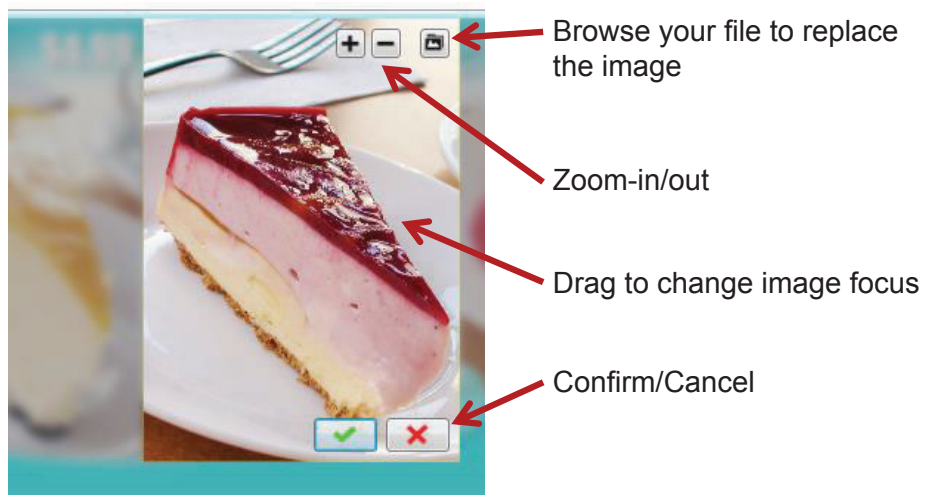 Browse your file to replace
the image
Zoom-in/out
Drag to change image focus
Confirm/Cancel